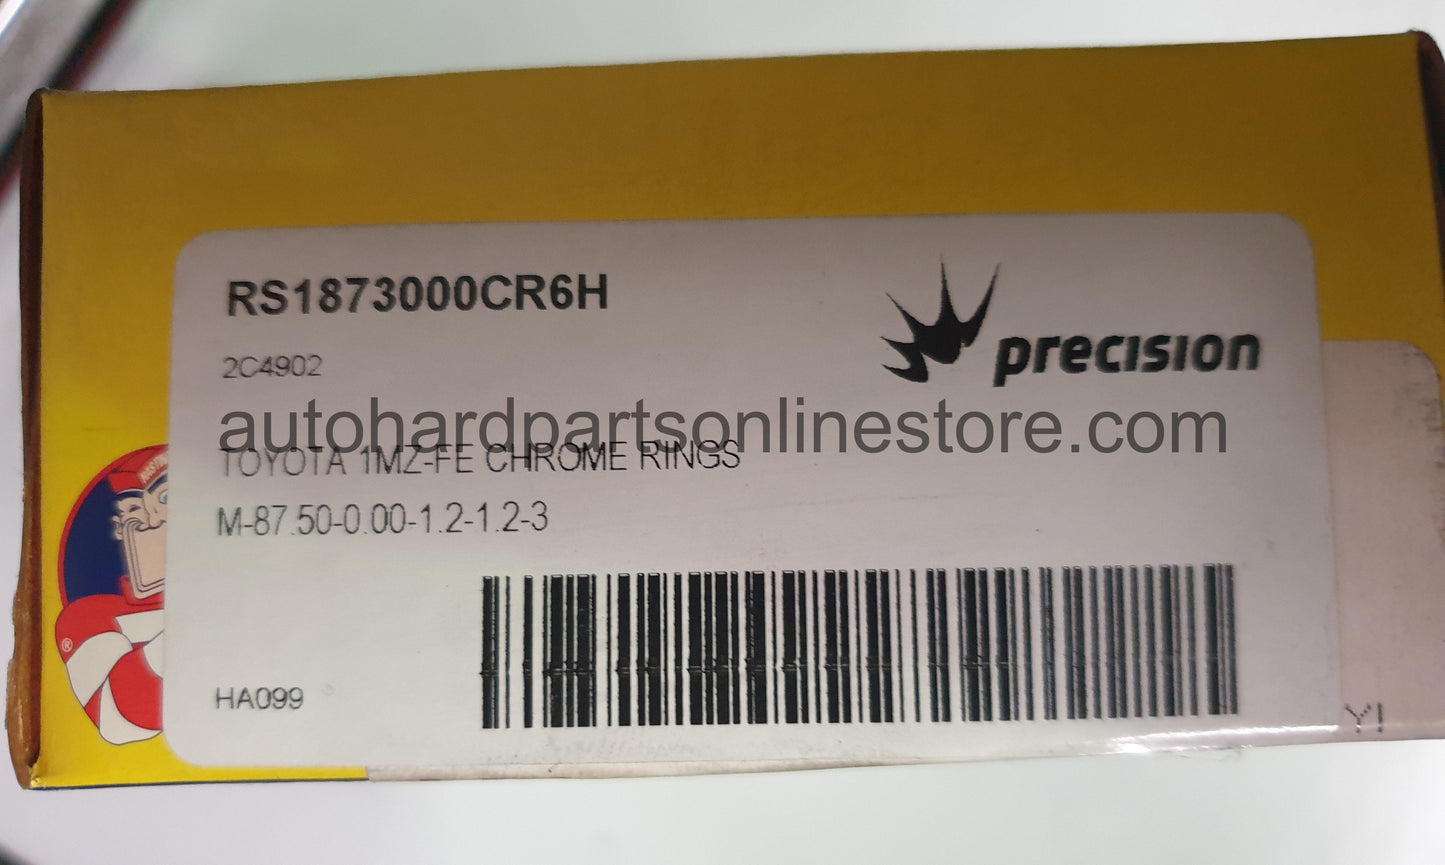 RS1873000CR6H
precision
2C4902
autohardpartsonlinestore.com
TOYOTA 1MZ-FE CHROME RINGS
M-87.50-0.00-1.2-1.2-3
HA099
®
YI